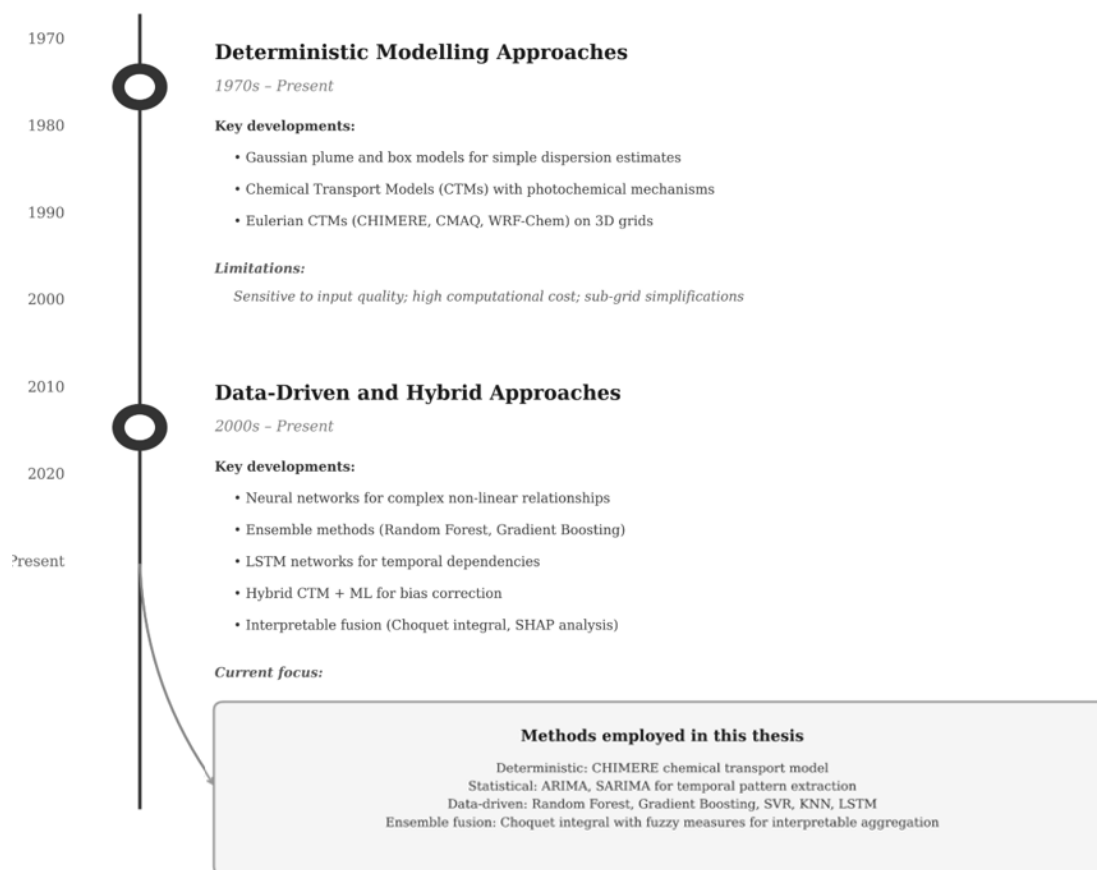 1970
Deterministic Modelling Approaches
1970s – Present
1980
Key developments:
• Gaussian plume and box models for simple dispersion estimates
• Chemical Transport Models (CTMs) with photochemical mechanisms
1990
• Eulerian CTMs (CHIMERE, CMAQ, WRF-Chem) on 3D grids
Limitations:
2000
Sensitive to input quality; high computational cost; sub-grid simplifications
2010
Data-Driven and Hybrid Approaches
2000s – Present
Key developments:
2020
• Neural networks for complex non-linear relationships
• Ensemble methods (Random Forest, Gradient Boosting)
• LSTM networks for temporal dependencies
Present
• Hybrid CTM + ML for bias correction
• Interpretable fusion (Choquet integral, SHAP analysis)
Current focus:
Methods employed in this thesis
Deterministic: CHIMERE chemical transport model
Statistical: ARIMA, SARIMA for temporal pattern extraction
Data-driven: Random Forest, Gradient Boosting, SVR, KNN, LSTM
Ensemble fusion: Choquet integral with fuzzy measures for interpretable aggregation